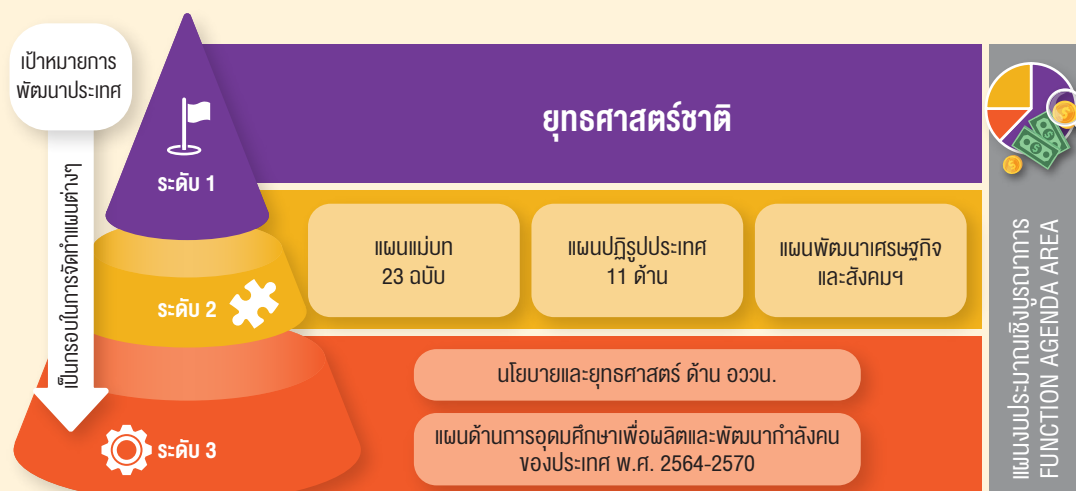 เป้าหมายการ
พัฒนาประเทศ
เป็นกรอบในการจัดทำแผนต่างๆ
ระดับ 1
ยุทธศาสตร์ชาติ
ระดับ 2
แผนแม่บท
23 ฉบับ
แผนปฏิรูปประเทศ
11 ด้าน
แผนพัฒนาเศรษฐกิจ
และสังคมฯ
ระดับ 3
นโยบายและยุทธศาสตร์ ด้าน อววน.
แผนด้านการอุดมศึกษาเพื่อผลิตและพัฒนากำลังคน
ของประเทศ พ.ศ. 2564-2570
แผนงบประมาณเชิงบูรณาการ
FUNCTION AGENDA AREA